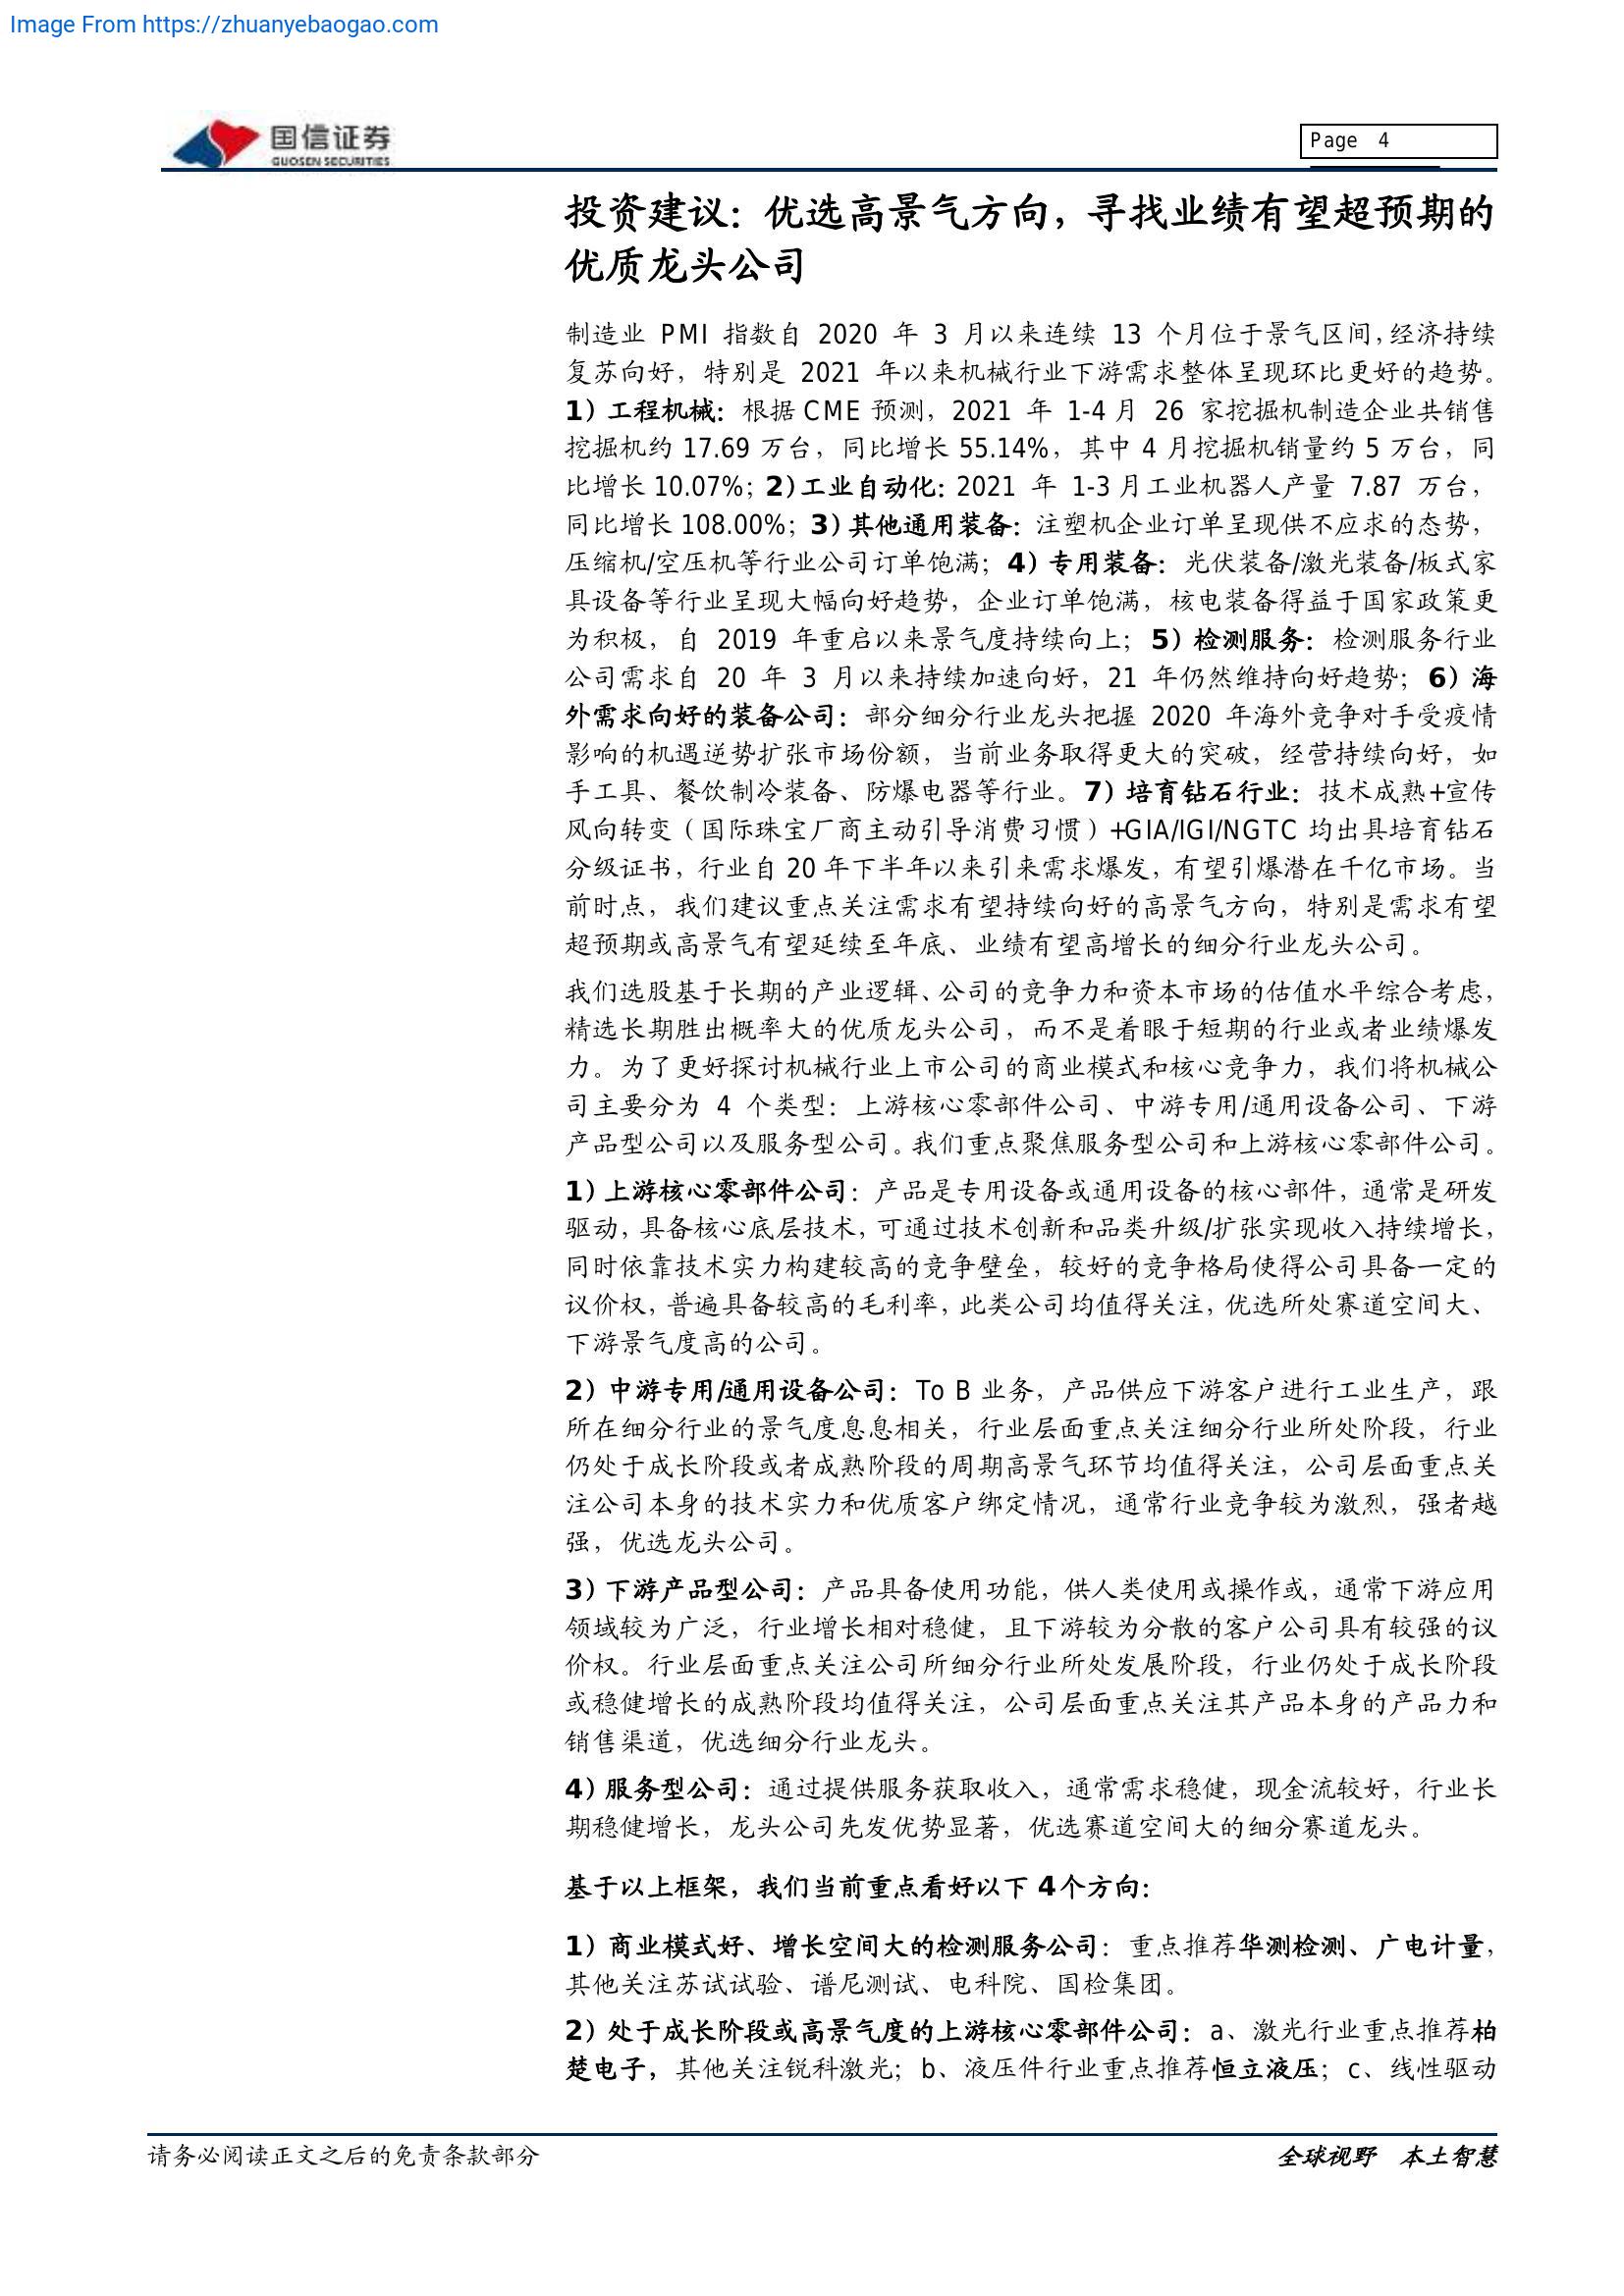 Image From https://zhuanyebaogao.com
国信证券
GUOSEN SECURITIES
Page 4
投资建议：优选高景气方向，寻找业绩有望超预期的
优质龙头公司
制造业 PMI 指数自 2020 年 3 月以来连续 13 个月位于景气区间，经济持续
复苏向好，特别是 2021 年以来机械行业下游需求整体呈现环比更好的趋势。
1）工程机械：根据 CME 预测，2021 年 1-4 月 26 家挖掘机制造企业共销售
挖掘机约 17.69 万台，同比增长 55.14%，其中 4 月挖掘机销量约 5 万台，同
比增长 10.07%；2）工业自动化：2021 年 1-3 月工业机器人产量 7.87 万台，
同比增长 108.00%；3）其他通用装备：注塑机企业订单呈现供不应求的态势，
压缩机/空压机等行业公司订单饱满；4）专用装备：光伏装备/激光装备/板式家
具设备等行业呈现大幅向好趋势，企业订单饱满，核电装备得益于国家政策更
为积极，自 2019 年重启以来景气度持续向上；5）检测服务：检测服务行业
公司需求自 20 年 3 月以来持续加速向好，21 年仍然维持向好趋势；6）海
外需求向好的装备公司：部分细分行业龙头把握 2020 年海外竞争对手受疫情
影响的机遇逆势扩张市场份额，当前业务取得更大的突破，经营持续向好，如
手工具、餐饮制冷装备、防爆电器等行业。7）培育钻石行业：技术成熟+宣传
风向转变（国际珠宝厂商主动引导消费习惯）+GIA/IGI/NGTC 均出具培育钻石
分级证书，行业自 20 年下半年以来引来需求爆发，有望引爆潜在千亿市场。当
前时点，我们建议重点关注需求有望持续向好的高景气方向，特别是需求有望
超预期或高景气有望延续至年底、业绩有望高增长的细分行业龙头公司。
我们选股基于长期的产业逻辑、公司的竞争力和资本市场的估值水平综合考虑，
精选长期胜出概率大的优质龙头公司，而不是着眼于短期的行业或者业绩爆发
力。为了更好探讨机械行业上市公司的商业模式和核心竞争力，我们将机械公
司主要分为 4 个类型：上游核心零部件公司、中游专用/通用设备公司、下游
产品型公司以及服务型公司。我们重点聚焦服务型公司和上游核心零部件公司。
1）上游核心零部件公司：产品是专用设备或通用设备的核心部件，通常是研发
驱动，具备核心底层技术，可通过技术创新和品类升级/扩张实现收入持续增长，
同时依靠技术实力构建较高的竞争壁垒，较好的竞争格局使得公司具备一定的
议价权，普遍具备较高的毛利率，此类公司均值得关注，优选所处赛道空间大、
下游景气度高的公司。
2）中游专用/通用设备公司：To B 业务，产品供应下游客户进行工业生产，跟
所在细分行业的景气度息息相关，行业层面重点关注细分行业所处阶段，行业
仍处于成长阶段或者成熟阶段的周期高景气环节均值得关注，公司层面重点关
注公司本身的技术实力和优质客户绑定情况，通常行业竞争较为激烈，强者越
强，优选龙头公司。
3）下游产品型公司：产品具备使用功能，供人类使用或操作或，通常下游应用
领域较为广泛，行业增长相对稳健，且下游较为分散的客户公司具有较强的议
价权。行业层面重点关注公司所细分行业所处发展阶段，行业仍处于成长阶段
或稳健增长的成熟阶段均值得关注，公司层面重点关注其产品本身的产品力和
销售渠道，优选细分行业龙头。
4）服务型公司：通过提供服务获取收入，通常需求稳健，现金流较好，行业长
期稳健增长，龙头公司先发优势显著，优选赛道空间大的细分赛道龙头。
基于以上框架，我们当前重点看好以下 4个方向：
1）商业模式好、增长空间大的检测服务公司：重点推荐华测检测、广电计量，
其他关注苏试试验、谱尼测试、电科院、国检集团。
2）处于成长阶段或高景气度的上游核心零部件公司：a、激光行业重点推荐柏
楚电子，其他关注锐科激光；b、液压件行业重点推荐恒立液压；c、线性驱动
请务必阅读正文之后的免责条款部分
全球视野 本土智慧